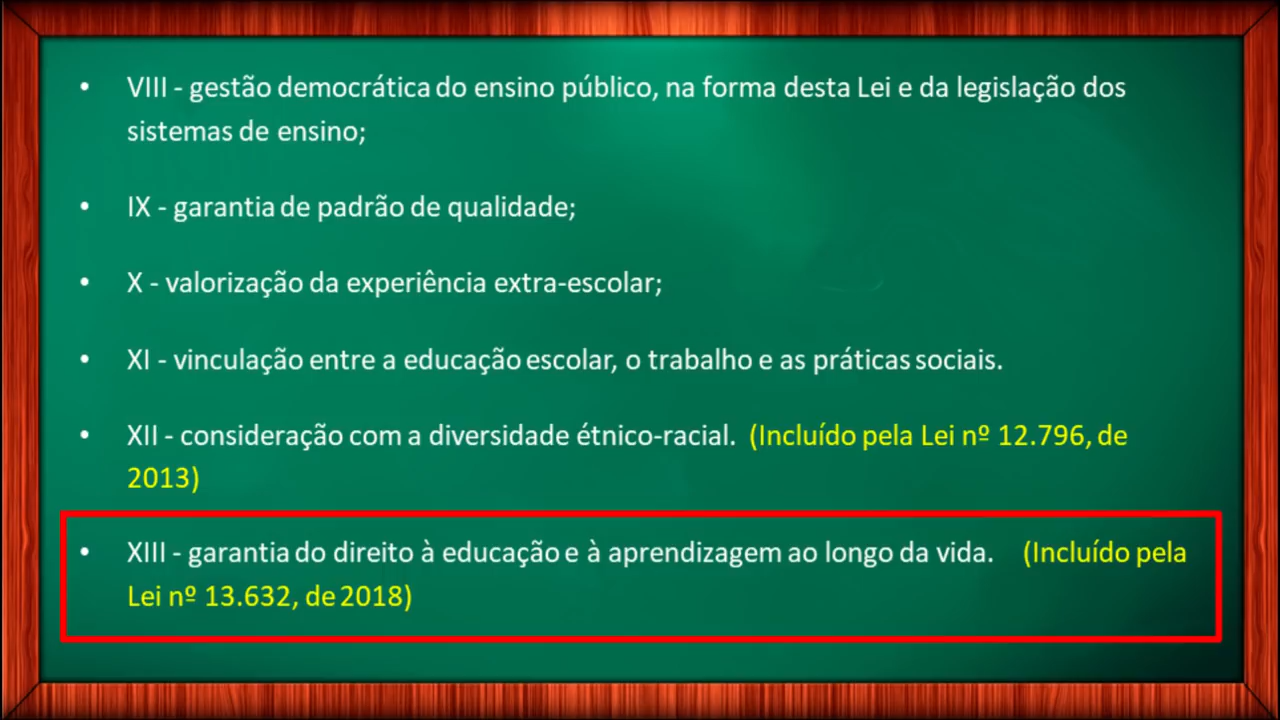 • VIII - gestão democrática do ensino público, na forma desta Lei e da legislação dos
sistemas de ensino;
• IX - garantia de padrão de qualidade;
• X - valorização da experiência extra-escolar;
• XI - vinculação entre a educação escolar, o trabalho e as práticas sociais.
• XII - consideração com a diversidade étnico-racial. (Incluído pela Lei nº 12.796, de
2013)
• XIII - garantia do direito à educação e à aprendizagem ao longo da vida. (Incluído pela
Lei nº 13.632, de 2018)